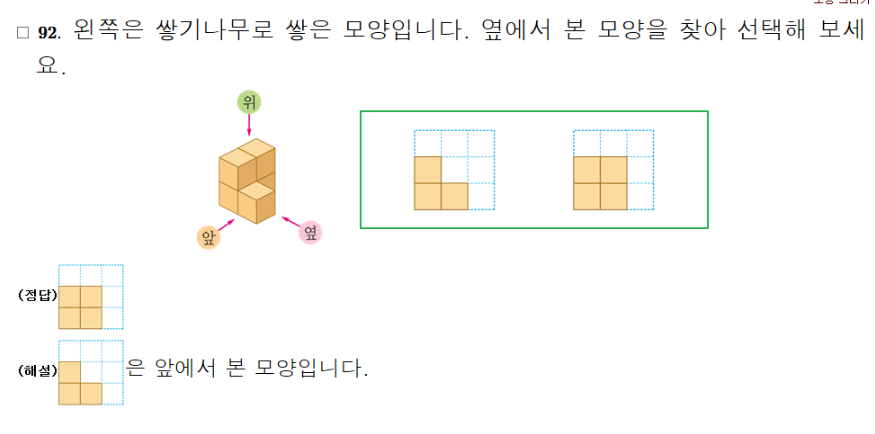 □ 92. 왼쪽은 쌓기나무로 쌓은 모양입니다. 옆에서 본 모양을 찾아 선택해 보세
요.
위
앞
옆
(정답)
(해설) 은 앞에서 본 모양입니다.